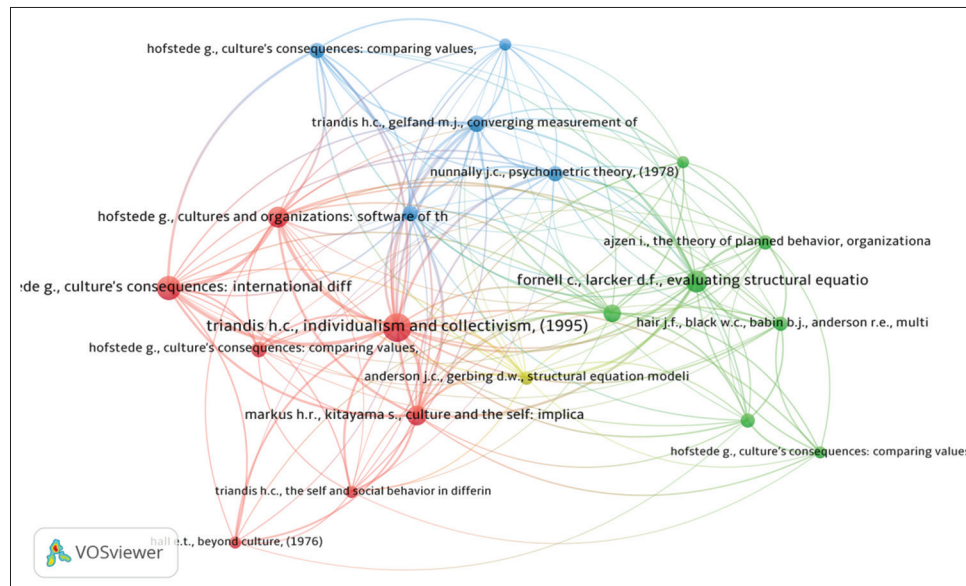 hofstede g., culture's consequences: comparing values,
triandis h.c., gelfand m.j., converging measurement of
nunnally j.c., psychometric theory, (1978)
hofstede g., cultures and organizations: software of th
ajzen i., the theory of planned behavior, organizationa
fornell c., larcker d.f., evaluating structural equatio
stede g., culture's consequences: international diff
triandis h.c., individualism and collectivism, (1995)
hair j.f., black w.c., babin b.j., anderson r.e., multi
hofstede g., culture's consequences: comparing values,
anderson j.c., gerbing d.w., structural equation modeli
markus h.r., kitayama s., culture and the self: implica
hofstede g., culture's consequences: comparing values
triandis h.c., the self and social behavior in differin
hall e.t., beyond culture, (1976)
VOSviewer